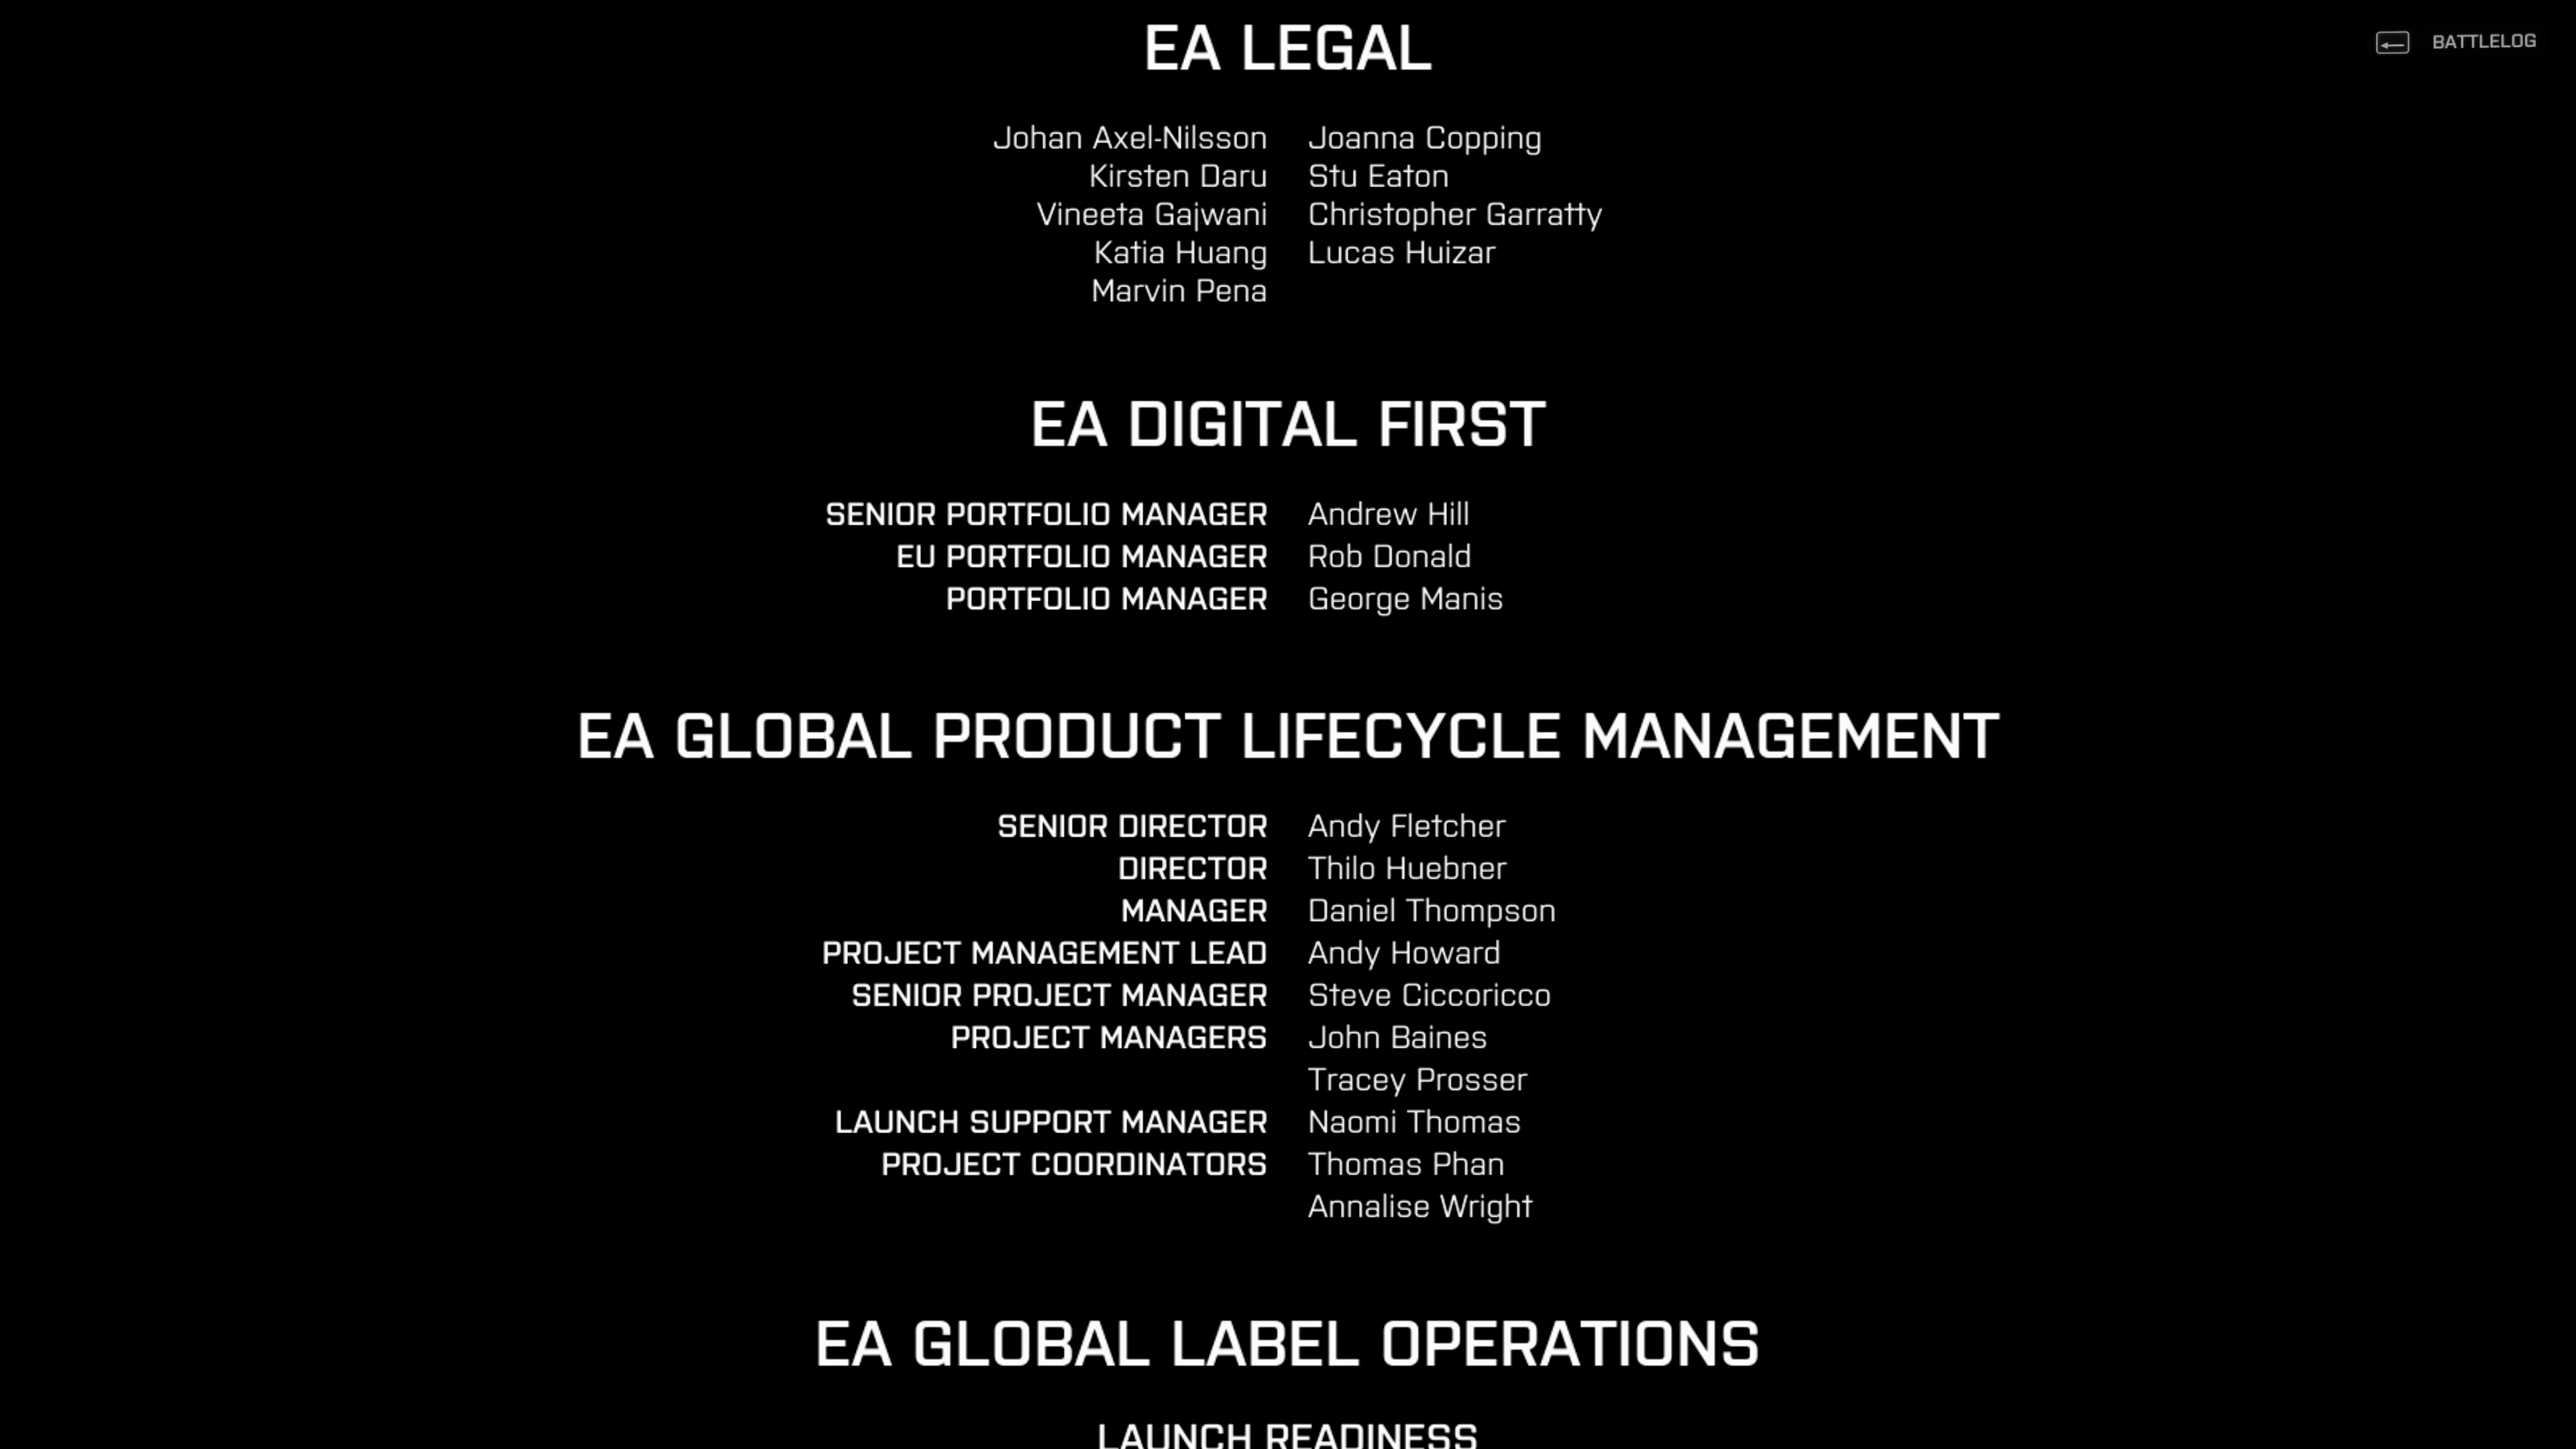 EA LEGAL
BATTLELOG
Johan Axel-Nilsson Joanna Copping
Kirsten Daru Stu Eaton
Vineeta Gajwani Christopher Garratty
Katia Huang Lucas Huizar
Marvin Pena
EA DIGITAL FIRST
SENIOR PORTFOLIO MANAGER Andrew Hill
EU PORTFOLIO MANAGER Rob Donald
PORTFOLIO MANAGER George Manis
EA GLOBAL PRODUCT LIFECYCLE MANAGEMENT
SENIOR DIRECTOR Andy Fletcher
DIRECTOR Thilo Huebner
MANAGER Daniel Thompson
PROJECT MANAGEMENT LEAD Andy Howard
SENIOR PROJECT MANAGER Steve Ciccoricco
PROJECT MANAGERS John Baines
Tracey Prosser
LAUNCH SUPPORT MANAGER Naomi Thomas
PROJECT COORDINATORS Thomas Phan
Annalise Wright
EA GLOBAL LABEL OPERATIONS
LAUNCH READINESS